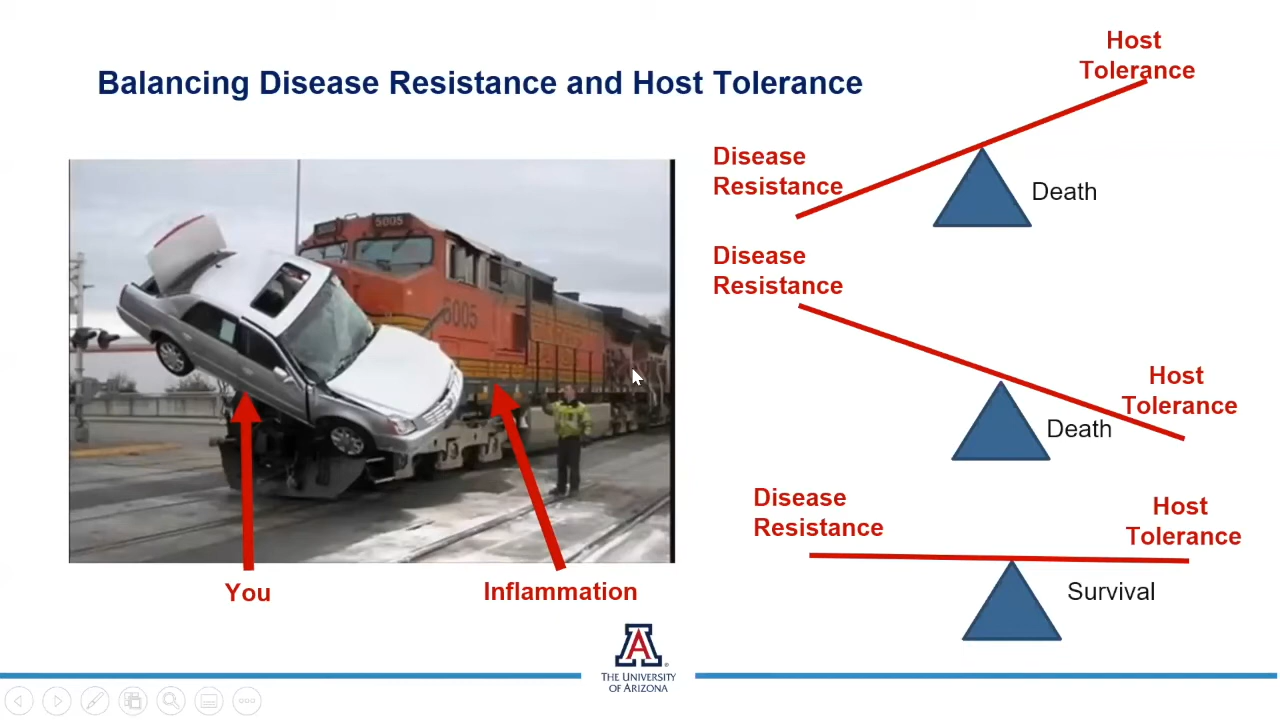 Balancing Disease Resistance and Host Tolerance
Host
Tolerance
Disease
Resistance
Death
Disease
Resistance
Host
Tolerance
Death
Disease
Resistance
Host
Tolerance
Survival
5005
6005
You
Inflammation
A
THE UNIVERSITY
OF ARIZONA